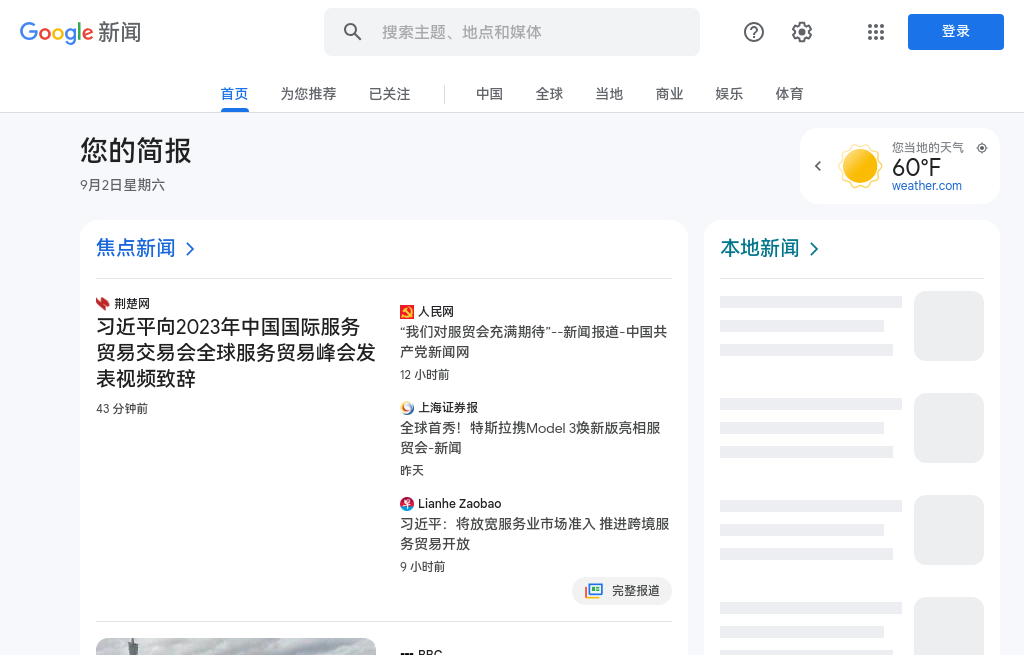 Google 新闻
搜索主题、地点和媒体
登录
首页
为您推荐
已关注
中国
全球
当地
商业
娱乐
体育
您的简报
9月2日星期六
您当地的天气
60°F
weather.com
焦点新闻
荆楚网
习近平向2023年中国国际服务
贸易交易会全球服务贸易峰会发
表视频致辞
43 分钟前
人民网
“我们对服贸会充满期待”--新闻报道-中国共
产党新闻网
12 小时前
上海证券报
全球首秀！特斯拉携Model 3焕新版亮相服
贸会-新闻
昨天
Lianhe Zaobao
习近平：将放宽服务业市场准入 推进跨境服
务贸易开放
9 小时前
完整报道
BBC
本地新闻